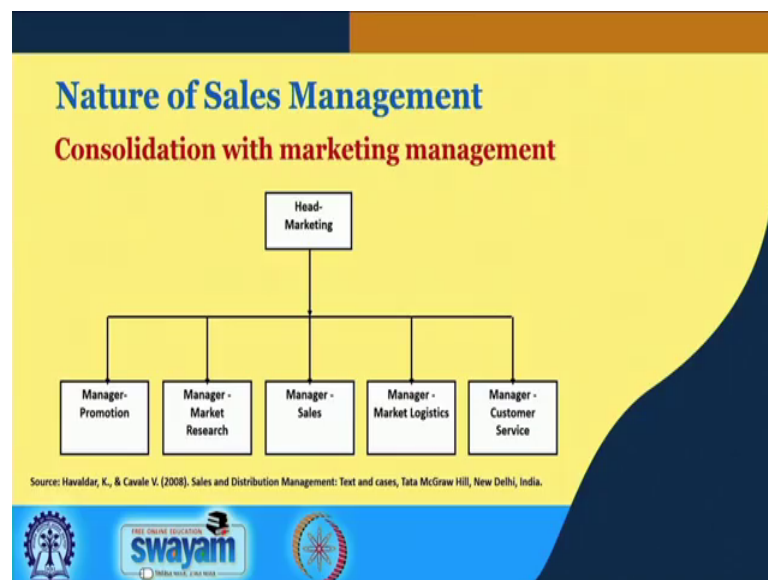 Nature of Sales Management
Consolidation with marketing management
Head-
Marketing
Manager-
Promotion
Manager -
Market
Research
Manager -
Sales
Manager -
Market Logistics
Manager -
Customer
Service
Source: Havaldar, K., & Cavale V. (2008). Sales and Distribution Management: Text and cases, Tata McGraw Hill, New Delhi, India.
FREE ONLINE EDUCATION
swayam